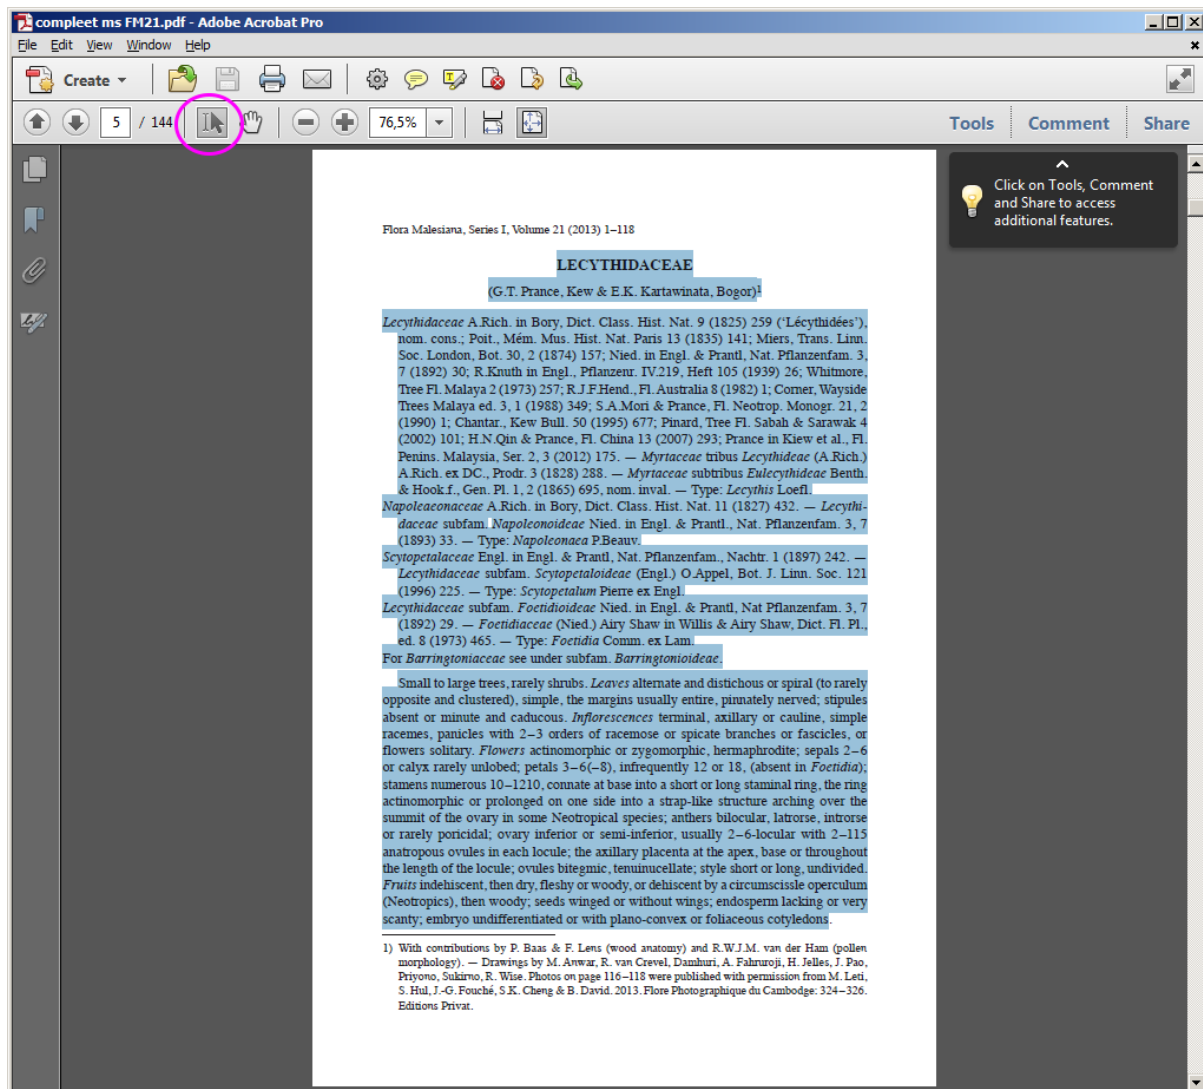 compleet ms FM21.pdf - Adobe Acrobat Pro
File Edit View Window Help
Create
5 / 144 76,5% Tools Comment Share
Click on Tools, Comment
and Share to access
additional features.
Flora Malesiana, Series I, Volume 21 (2013) 1–118
LECYTHIDACEAE
(G.T. Prance, Kew & E.K. Kartawinata, Bogor)1
Lecythidaceae A.Rich. in Bory, Dict. Class. Hist. Nat. 9 (1825) 259 (‘Lécythidées’),
nom. cons.; Poit., Mém. Mus. Hist. Nat. Paris 13 (1835) 141; Miers, Trans. Linn.
Soc. London, Bot. 30, 2 (1874) 157; Nied. in Engl. & Prantl, Nat. Pflanzenfam. 3,
7 (1892) 30; R.Knuth in Engl., Pflanzenr. IV.219, Heft 105 (1939) 26; Whitmore,
Tree Fl. Malaya 2 (1973) 257; R.J.F.Hend., Fl. Australia 8 (1982) 1; Corner, Wayside
Trees Malaya ed. 3, 1 (1988) 349; S.A.Mori & Prance, Fl. Neotrop. Monogr. 21, 2
(1990) 1; Chantar., Kew Bull. 50 (1995) 677; Pinard, Tree Fl. Sabah & Sarawak 4
(2002) 101; H.N.Qin & Prance, Fl. China 13 (2007) 293; Prance in Kiew et al., Fl.
Penins. Malaysia, Ser. 2, 3 (2012) 175. — Myrtaceae tribus Lecythideae (A.Rich.)
A.Rich. ex DC., Prodr. 3 (1828) 288. — Myrtaceae subtribus Eulecythideae Benth.
& Hook.f., Gen. Pl. 1, 2 (1865) 695, nom. inval. — Type: Lecythis Loefl.
Napoleaeonaceae A.Rich. in Bory, Dict. Class. Hist. Nat. 11 (1827) 432. — Lecythi-
daceae subfam. Napoleonoideae Nied. in Engl. & Prantl., Nat. Pflanzenfam. 3, 7
(1893) 33. — Type: Napoleonaea P.Beauv.
Scytopetalaceae Engl. in Engl. & Prantl, Nat. Pflanzenfam., Nachtr. 1 (1897) 242. —
Lecythidaceae subfam. Scytopetaloideae (Engl.) O.Appel, Bot. J. Linn. Soc. 121
(1996) 225. — Type: Scytopetalum Pierre ex Engl.
Lecythidaceae subfam. Foetidioideae Nied. in Engl. & Prantl, Nat Pflanzenfam. 3, 7
(1892) 29. — Foetidiaceae (Nied.) Airy Shaw in Willis & Airy Shaw, Dict. Fl. Pl.,
ed. 8 (1973) 465. — Type: Foetidia Comm. ex Lam.
For Barringtoniaceae see under subfam. Barringtonioideae.
Small to large trees, rarely shrubs. Leaves alternate and distichous or spiral (to rarely
opposite and clustered), simple, the margins usually entire, pinnately nerved; stipules
absent or minute and caducous. Inflorescences terminal, axillary or cauline, simple
racemes, panicles with 2–3 orders of racemose or spicate branches or fascicles, or
flowers solitary. Flowers actinomorphic or zygomorphic, hermaphrodite; sepals 2–6
or calyx rarely unlobed; petals 3–6(–8), infrequently 12 or 18, (absent in Foetidia);
stamens numerous 10–1210, connate at base into a short or long staminal ring, the ring
actinomorphic or prolonged on one side into a strap-like structure arching over the
summit of the ovary in some Neotropical species; anthers bilocular, latrorse, introrse
or rarely poricidal; ovary inferior or semi-inferior, usually 2–6-locular with 2–115
anatropous ovules in each locule; the axillary placenta at the apex, base or throughout
the length of the locule; ovules bitegmic, tenuinucellate; style short or long, undivided.
Fruits indehiscent, then dry, fleshy or woody, or dehiscent by a circumscissle operculum
(Neotropics), then woody; seeds winged or without wings; endosperm lacking or very
scanty; embryo undifferentiated or with plano-convex or foliaceous cotyledons.
1) With contributions by P. Baas & F. Lens (wood anatomy) and R.W.J.M. van der Ham (pollen
morphology). — Drawings by M. Anwar, R. van Crevel, Damhuri, A. Fahruroji, H. Jelles, J. Pao,
Priyono, Sukirno, R. Wise. Photos on page 116–118 were published with permission from M. Leti,
S. Hul, J.-G. Fouché, S.K. Cheng & B. David. 2013. Flore Photographique du Cambodge: 324–326.
Editions Privat.